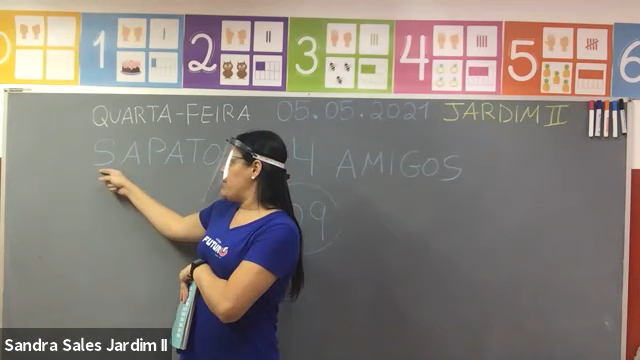 0 1 2 3 4 5 6
QUARTA-FEIRA 05.05.2021 JARDIM II
SAPATO 4 AMIGOS
FUTURO
Sandra Sales Jardim II